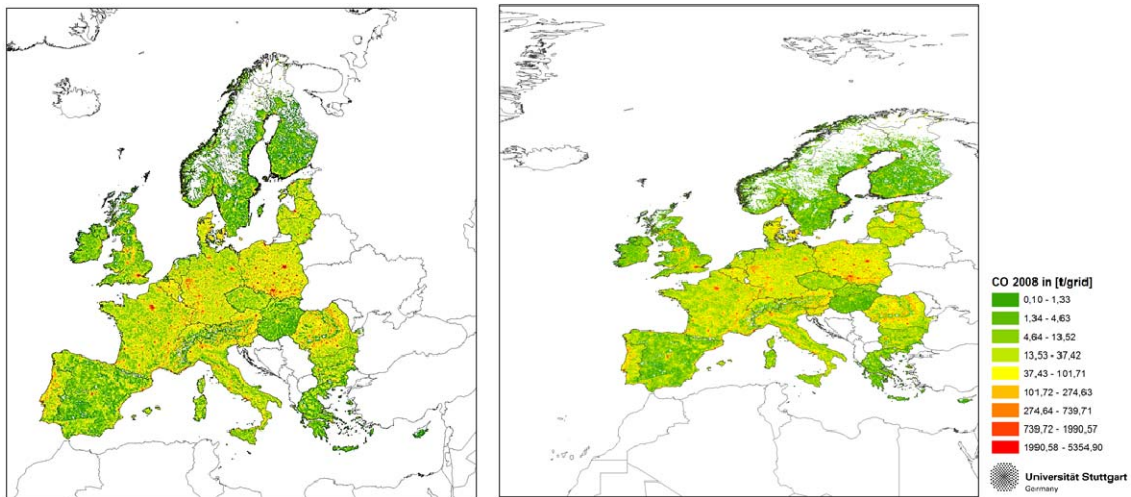 CO 2008 in [t/grid]
0,10 - 1,33
1,34 - 4,63
4,64 - 13,52
13,53 - 37,42
37,43 - 101,71
101,72 - 274,63
274,64 - 739,71
739,72 - 1990,57
1990,58 - 5354,90
Universität Stuttgart
Germany